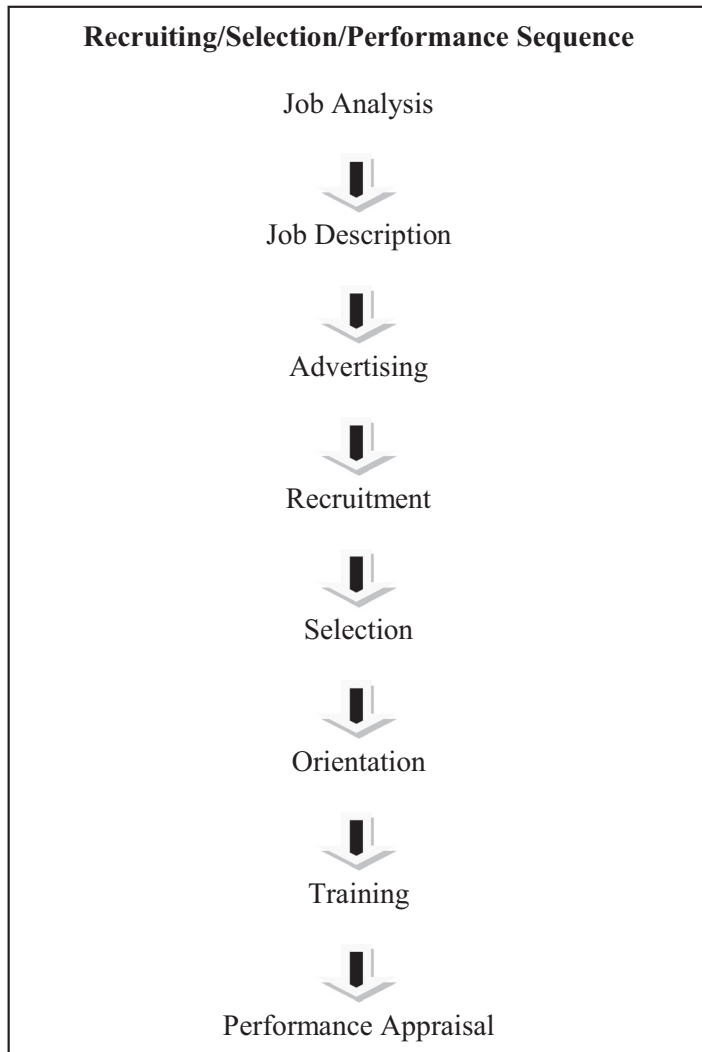 Recruiting/Selection/Performance Sequence
Job Analysis
Job Description
Advertising
Recruitment
Selection
Orientation
Training
Performance Appraisal